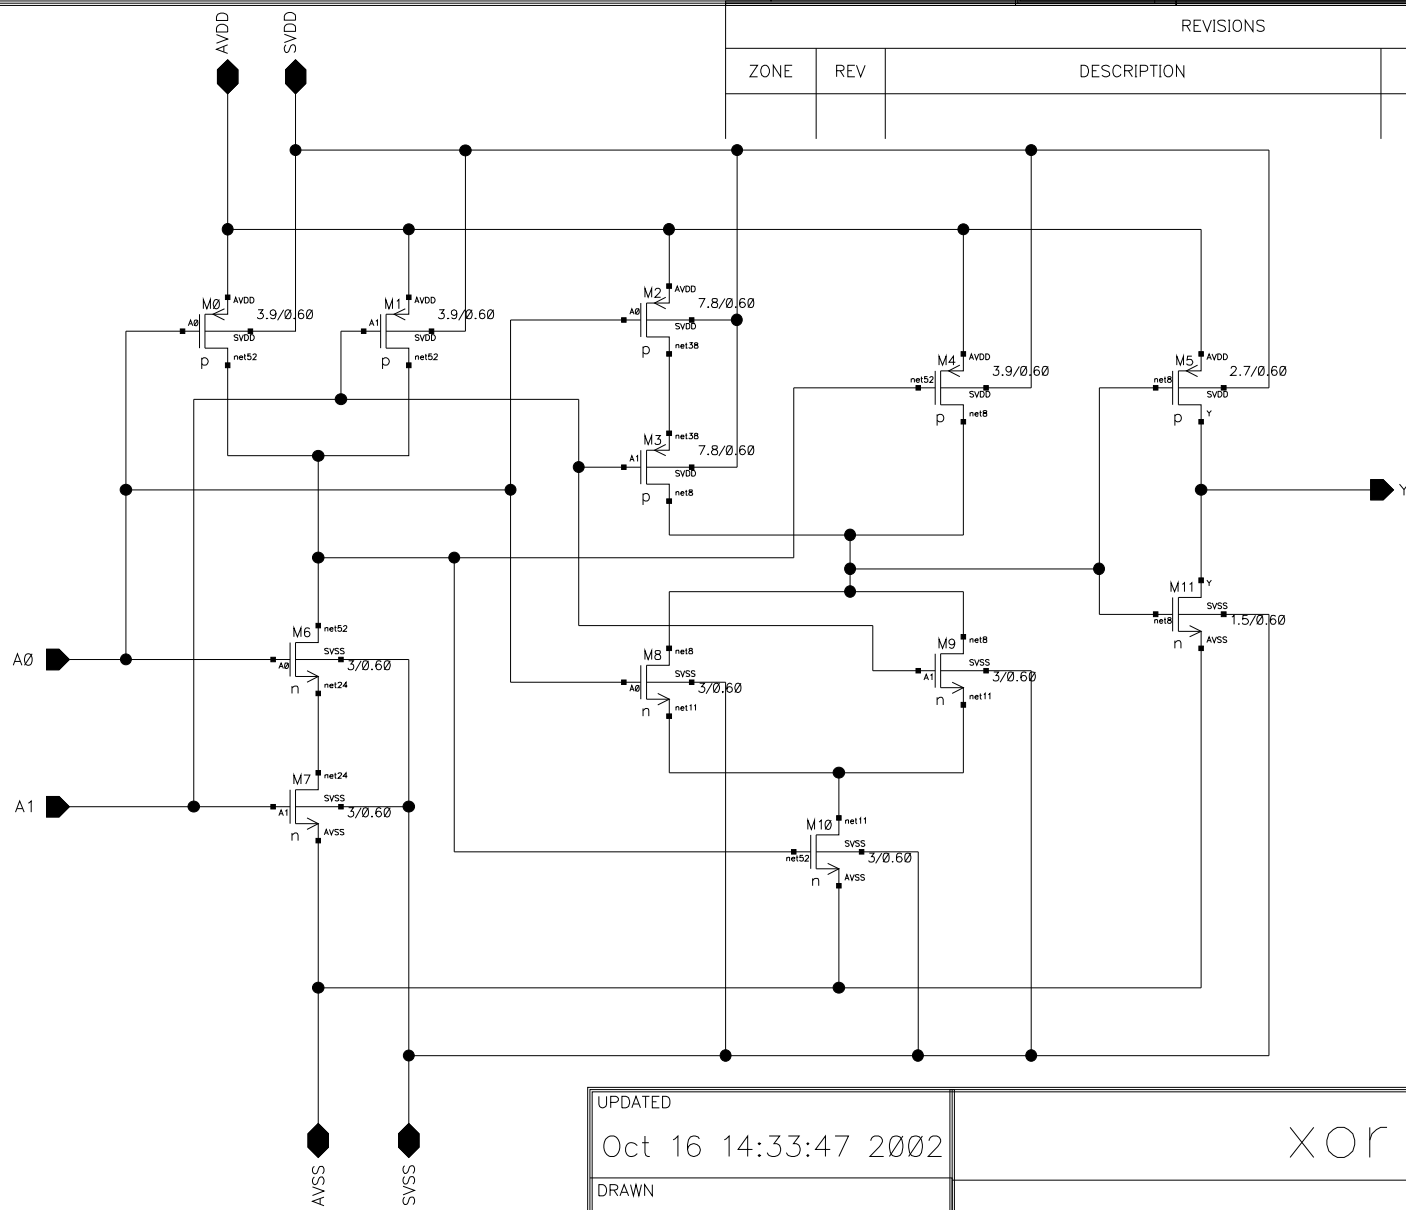 AVDD
SVDD
REVISIONS
ZONE REV DESCRIPTION
M0 AVDD 3.9/0.60
A0 SVDD
p net52
M1 AVDD 3.9/0.60
A1 SVDD
p net52
M2 AVDD 7.8/0.60
A0 SVDD
p net38
M3 net38 7.8/0.60
A1 SVDD
p net8
M4 AVDD 3.9/0.60
net52 SVDD
p net8
M5 AVDD 2.7/0.60
net8 SVDD
p Y
Y
M6 net52
A0 SVSS 3/0.60
n net24
A0
M7 net24
A1 SVSS 3/0.60
n AVSS
A1
M8 net8
A0 SVSS 3/0.60
n net11
M9 net8
A1 SVSS 3/0.60
n net11
M10 net11
net52 SVSS 3/0.60
n AVSS
M11 Y
net8 SVSS 1.5/0.60
n AVSS
AVSS
SVSS
UPDATED
Oct 16 14:33:47 2002
xor
DRAWN